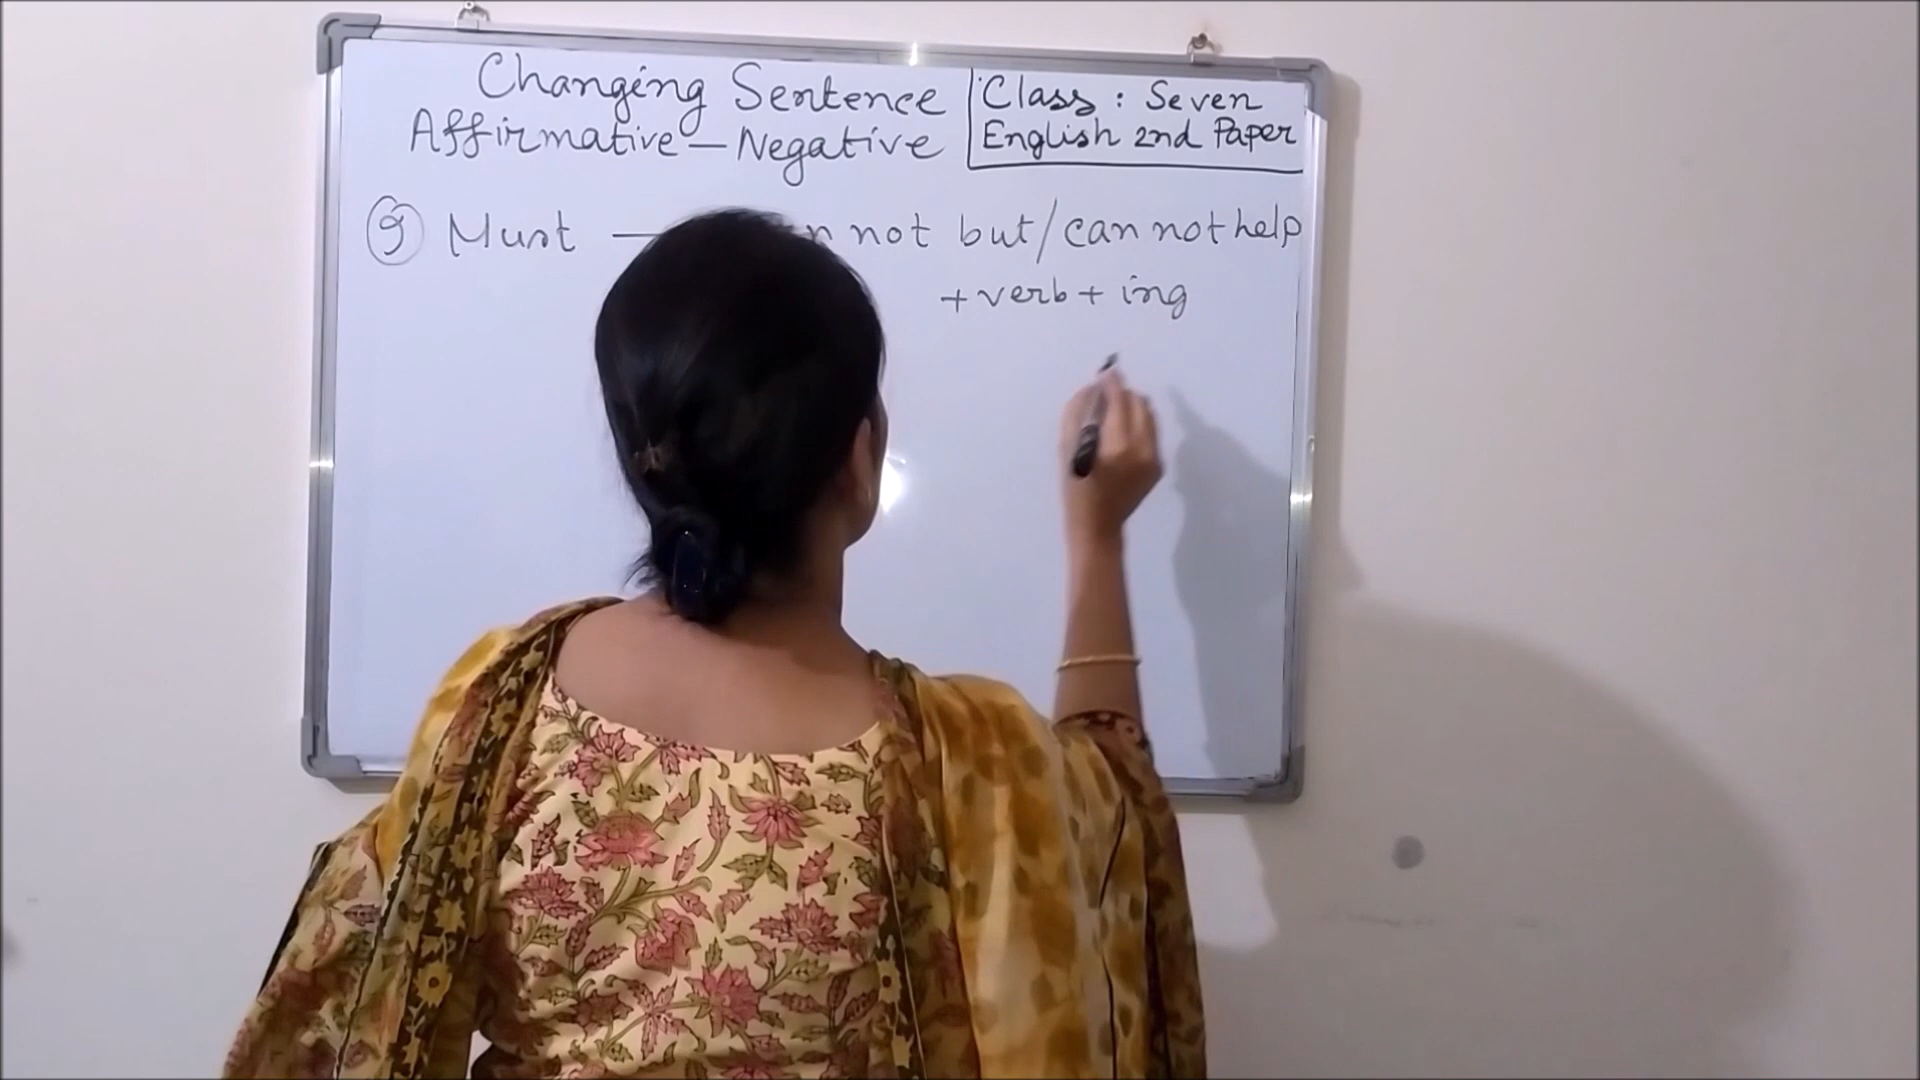 Changing Sentence
Affirmative — Negative
Class : Seven
English 2nd Paper
9 Must — n not but/can not help
+ verb + ing